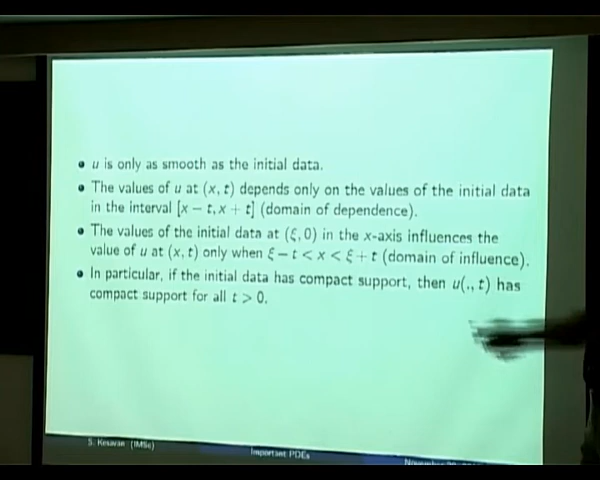 • u is only as smooth as the initial data.
• The values of u at (x, t) depends only on the values of the initial data
in the interval [x − t, x + t] (domain of dependence).
• The values of the initial data at (ξ, 0) in the x-axis influences the
value of u at (x, t) only when ξ − t < x < ξ + t (domain of influence).
• In particular, if the initial data has compact support, then u(., t) has
compact support for all t > 0.
S. Kesavan (IMSc)
Important PDEs
November